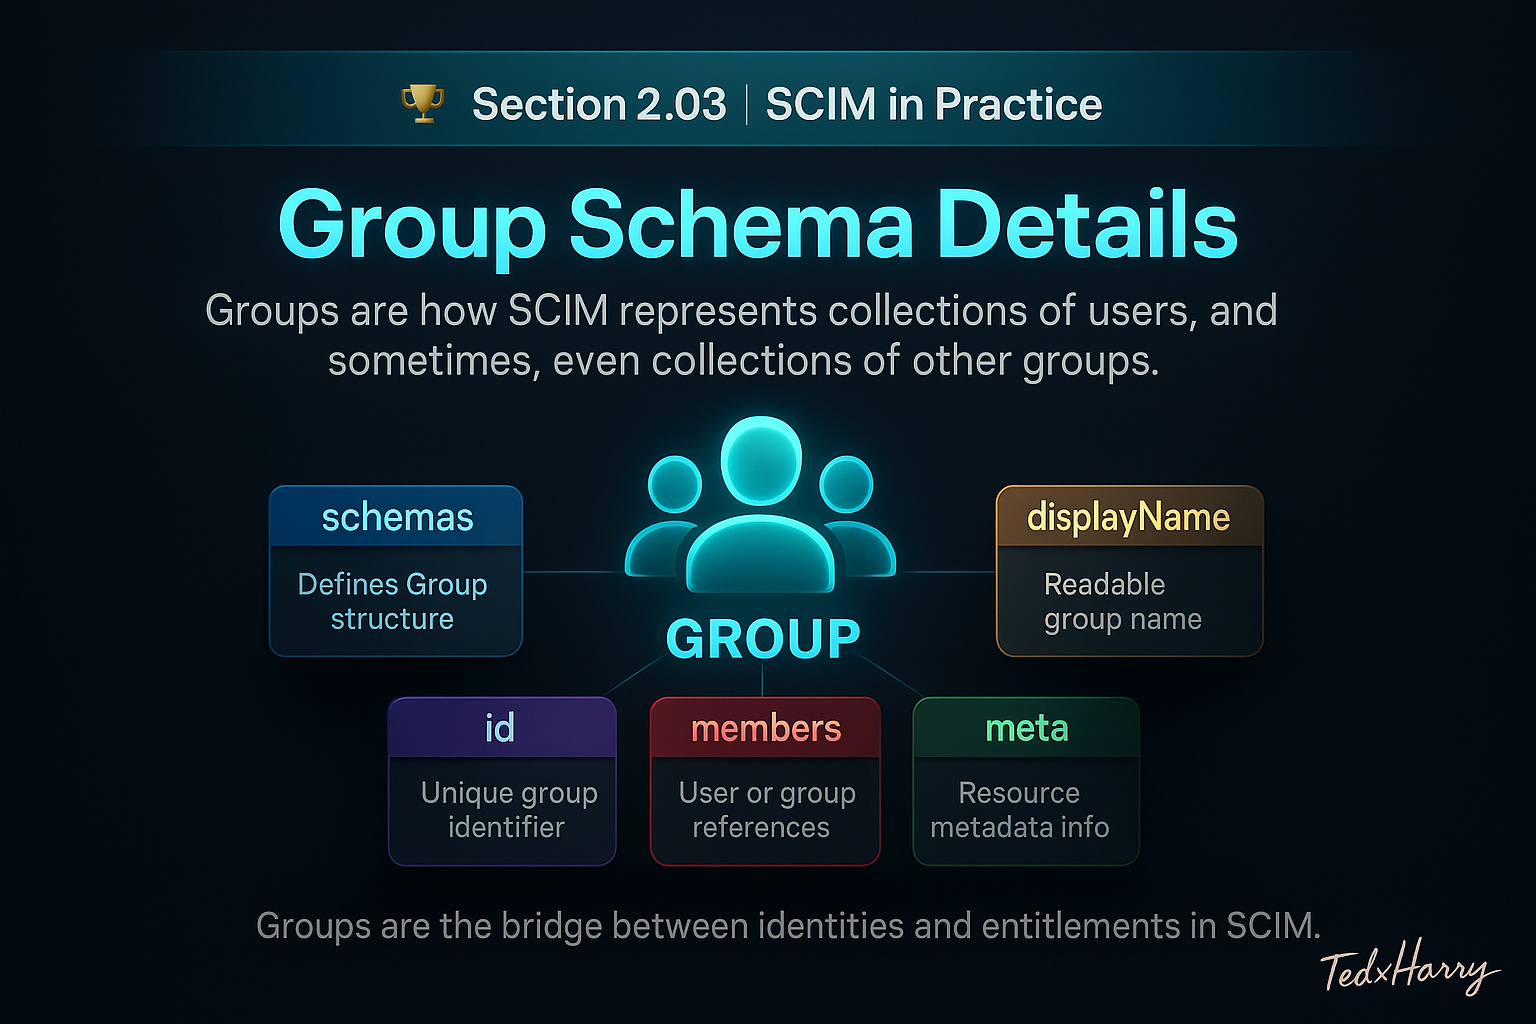 Section 2.03 | SCIM in Practice
Group Schema Details
Groups are how SCIM represents collections of users, and
sometimes, even collections of other groups.
schemas
Defines Group
structure
displayName
Readable
group name
GROUP
id
Unique group
identifier
members
User or group
references
meta
Resource
metadata info
Groups are the bridge between identities and entitlements in SCIM.
TedxHarry